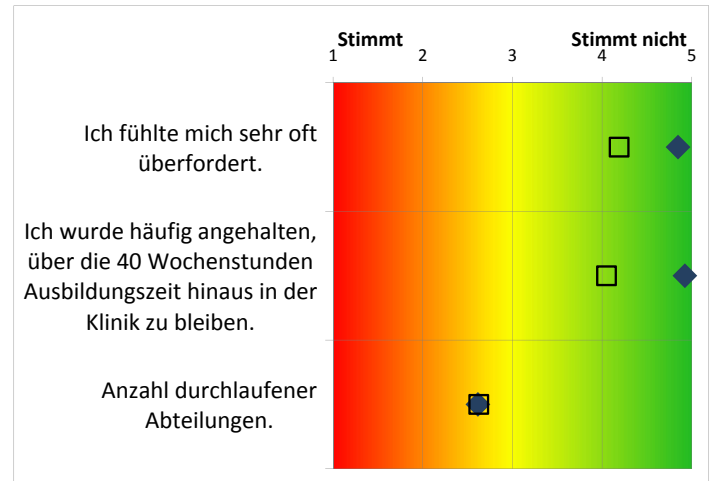 Stimmt Stimmt nicht
1 2 3 4 5
Ich fühlte mich sehr oft
überfordert.
Ich wurde häufig angehalten,
über die 40 Wochenstunden
Ausbildungszeit hinaus in der
Klinik zu bleiben.
Anzahl durchlaufener
Abteilungen.